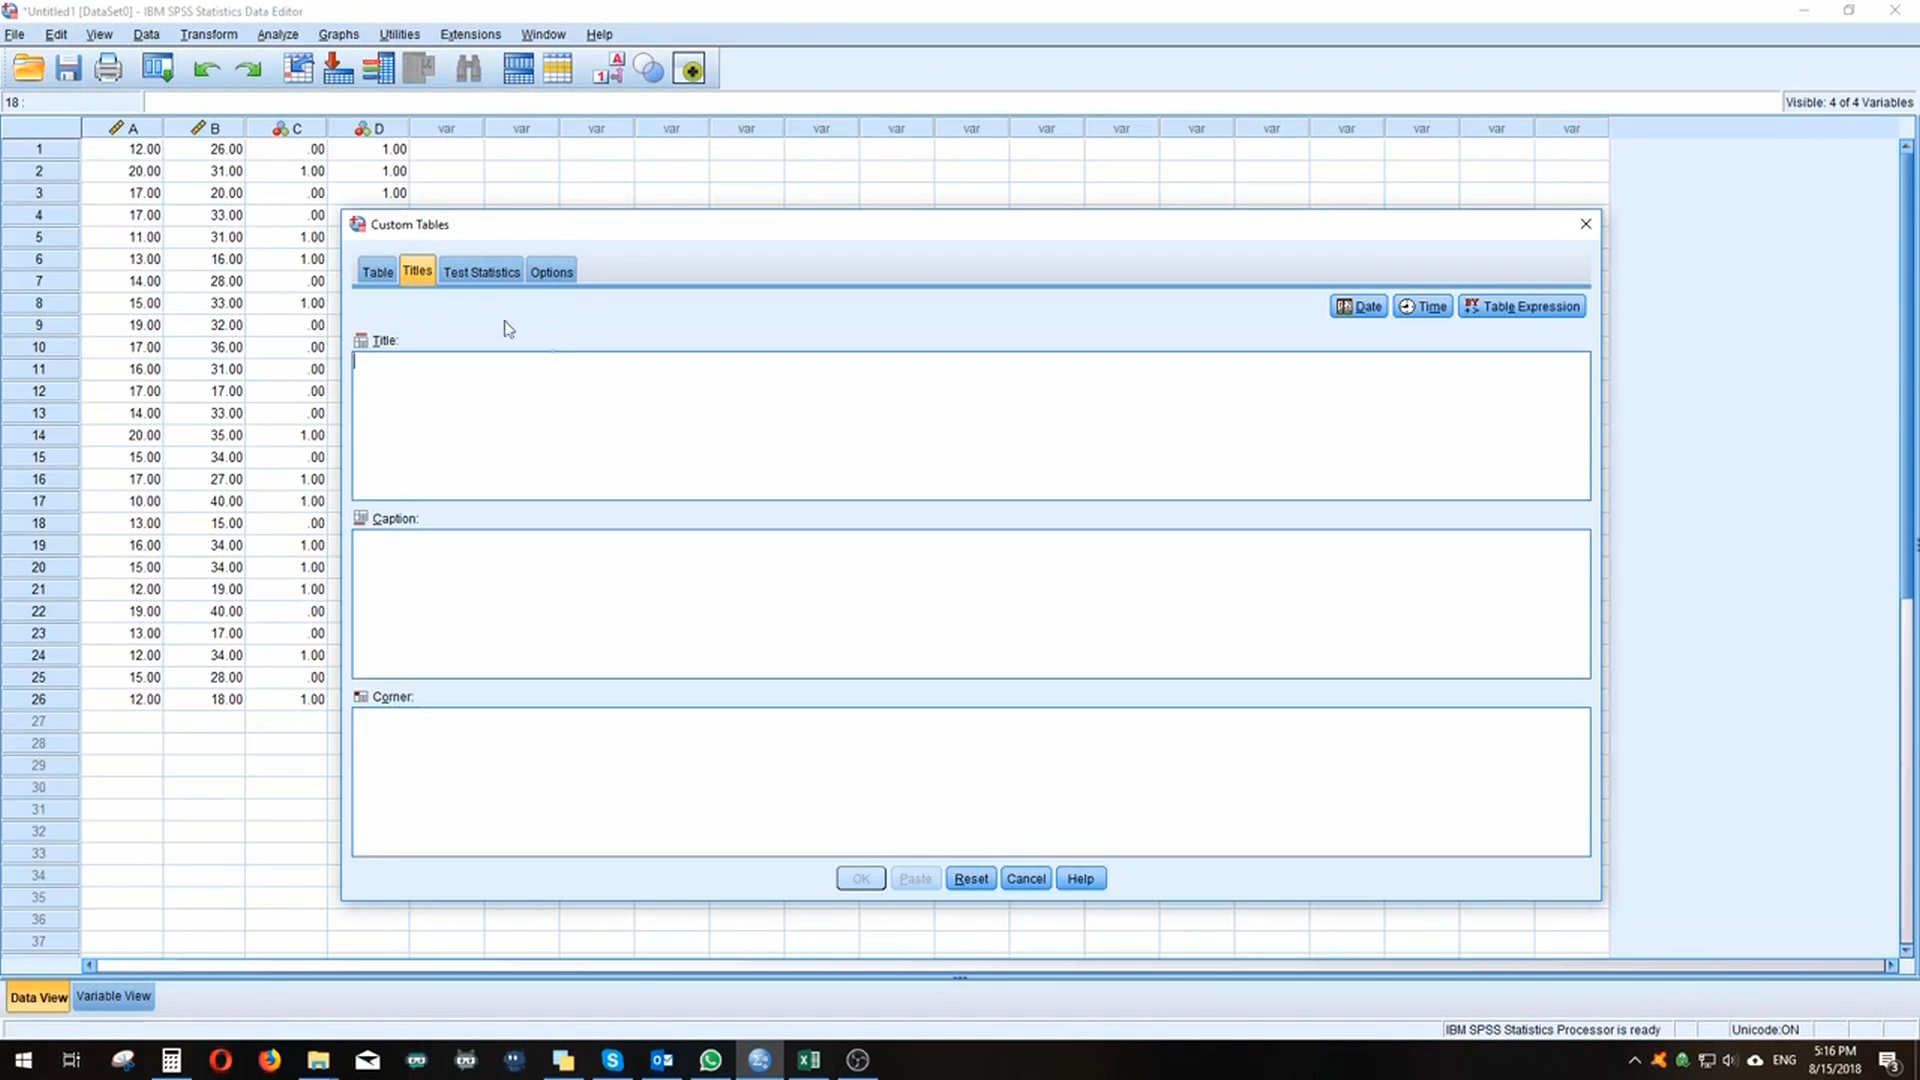 *Untitled1 [DataSet0] - IBM SPSS Statistics Data Editor
File Edit View Data Transform Analyze Graphs Utilities Extensions Window Help
18 :
Visible: 4 of 4 Variables
A B C D var var var var var var var var var var var var var var var var
1 12.00 26.00 .00 1.00
2 20.00 31.00 1.00 1.00
3 17.00 20.00 .00 1.00
4 17.00 33.00 .00
5 11.00 31.00 1.00
6 13.00 16.00 1.00
7 14.00 28.00 .00
8 15.00 33.00 1.00
9 19.00 32.00 .00
10 17.00 36.00 .00
11 16.00 31.00 .00
12 17.00 17.00 .00
13 14.00 33.00 .00
14 20.00 35.00 1.00
15 15.00 34.00 .00
16 17.00 27.00 1.00
17 10.00 40.00 1.00
18 13.00 15.00 .00
19 16.00 34.00 1.00
20 15.00 34.00 1.00
21 12.00 19.00 1.00
22 19.00 40.00 .00
23 13.00 17.00 .00
24 12.00 34.00 1.00
25 15.00 28.00 .00
26 12.00 18.00 1.00
27
28
29
30
31
32
33
34
35
36
37
Custom Tables
Table Titles Test Statistics Options
Date Time Table Expression
Title:
Caption:
Corner:
OK Paste Reset Cancel Help
Data View Variable View
IBM SPSS Statistics Processor is ready
Unicode:ON
ENG
5:16 PM
8/15/2018
3